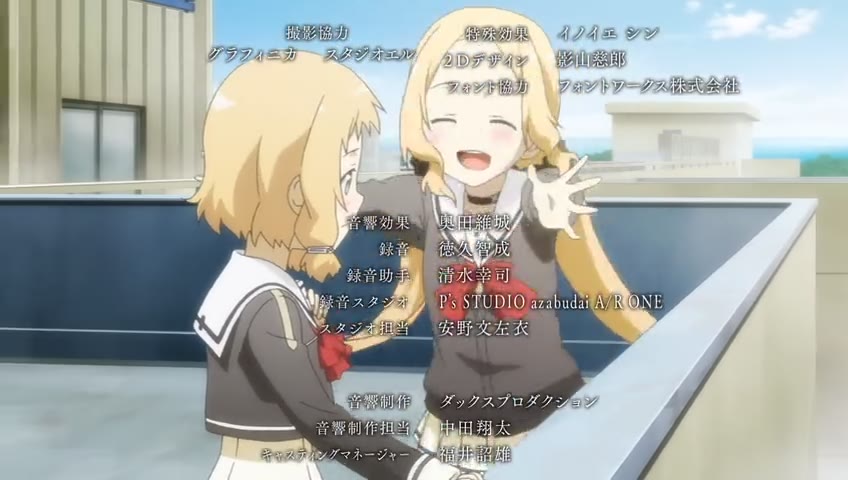 撮影協力
グラフィニカ スタジオエル
特殊効果 イノイエ シン
2Dデザイン 影山慈郎
フォント協力 フォントワークス株式会社
音響効果 奥田維城
録音 徳久智成
録音助手 清水幸司
録音スタジオ P's STUDIO azabudai A/R ONE
スタジオ担当 安野文左衣
音響制作 ダックスプロダクション
音響制作担当 中田翔太
キャスティングマネージャー 福井詔雄